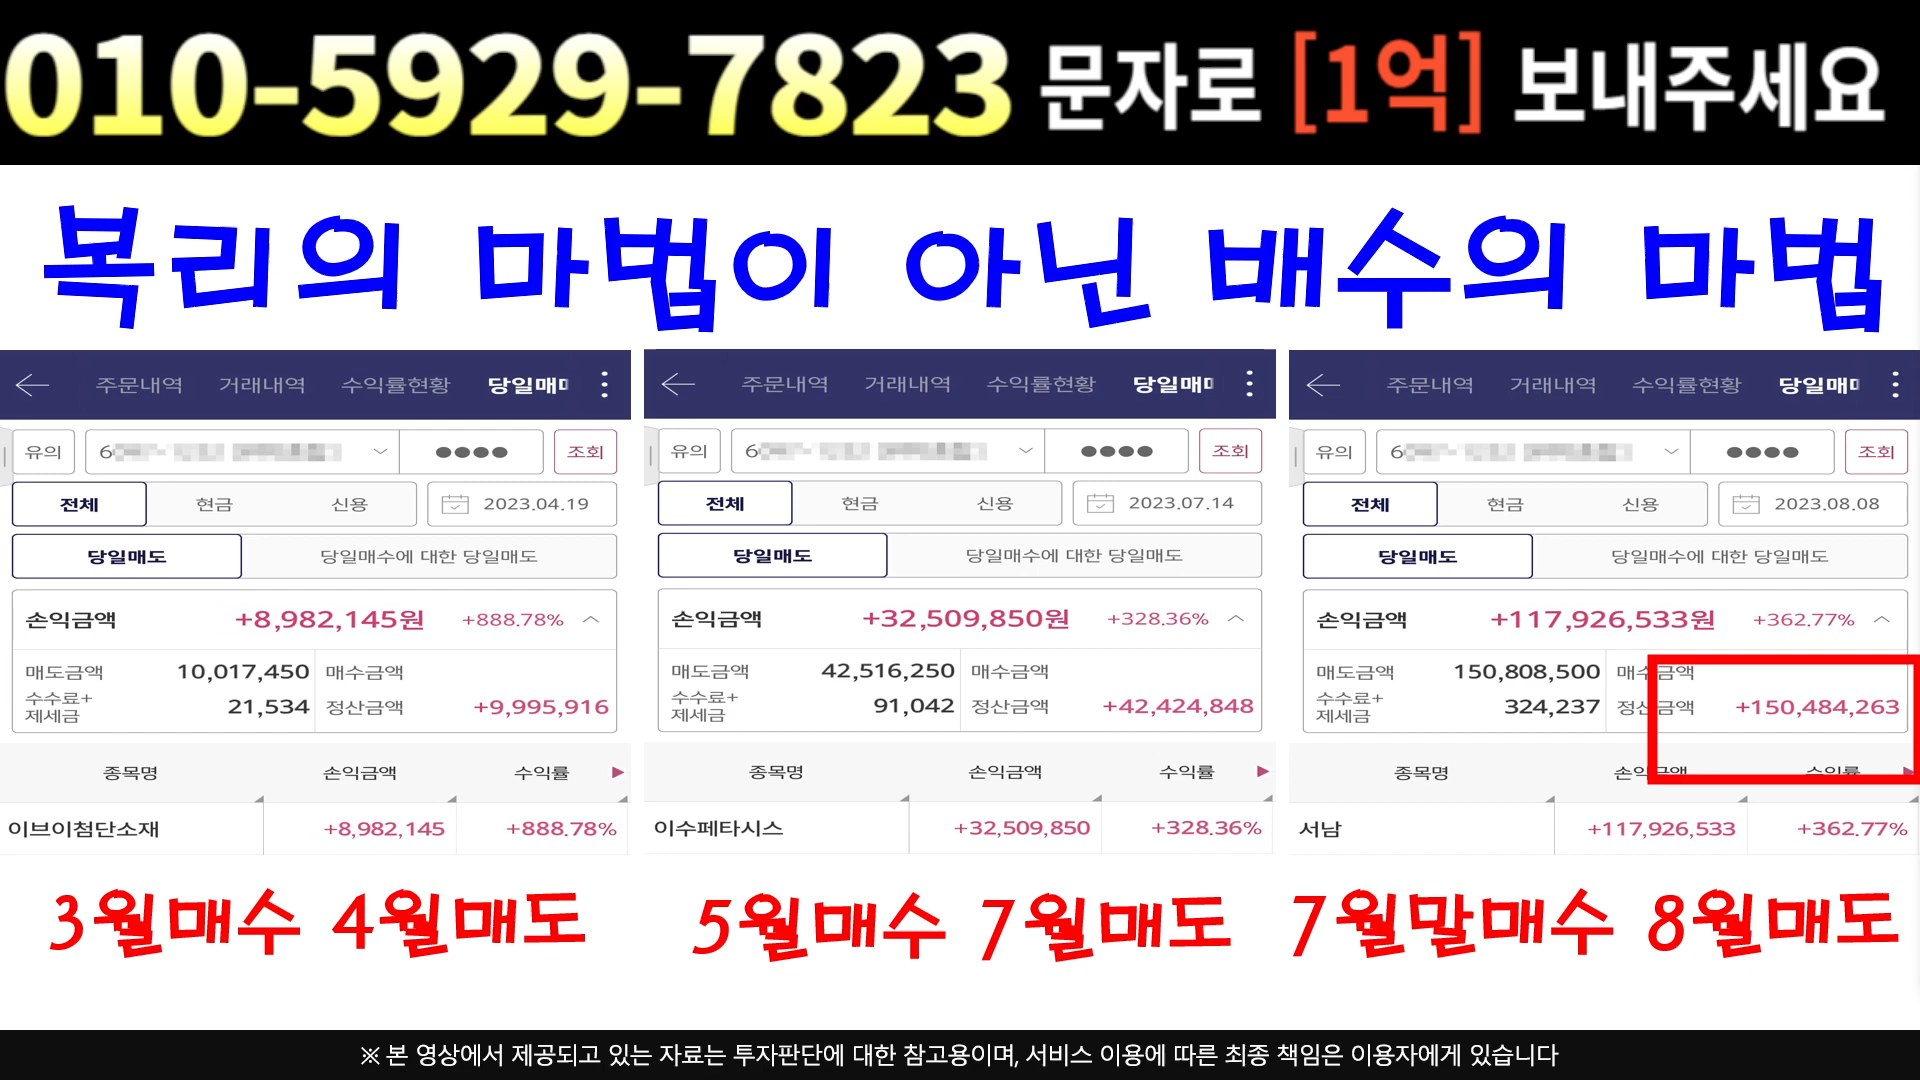 010-5929-7823 문자로 [1억] 보내주세요
복리의 마법이 아닌 배수의 마법
주문내역 거래내역 수익률현황 당일매
유의 6 ●●●● 조회
전체 현금 신용 2023.04.19
당일매도 당일매수에 대한 당일매도
손익금액 +8,982,145원 +888.78%
매도금액 10,017,450 매수금액
수수료+
제세금 21,534 정산금액 +9,995,916
종목명 손익금액 수익률
이브이첨단소재 +8,982,145 +888.78%
3월매수 4월매도
주문내역 거래내역 수익률현황 당일매
유의 6 ●●●● 조회
전체 현금 신용 2023.07.14
당일매도 당일매수에 대한 당일매도
손익금액 +32,509,850원 +328.36%
매도금액 42,516,250 매수금액
수수료+
제세금 91,042 정산금액 +42,424,848
종목명 손익금액 수익률
이수페타시스 +32,509,850 +328.36%
5월매수 7월매도
주문내역 거래내역 수익률현황 당일매
유의 6 ●●●● 조회
전체 현금 신용 2023.08.08
당일매도 당일매수에 대한 당일매도
손익금액 +117,926,533원 +362.77%
매도금액 150,808,500 매수금액
수수료+
제세금 324,237 정산금액 +150,484,263
종목명 손익금액 수익률
서남 +117,926,533 +362.77%
7월말매수 8월매도
※ 본 영상에서 제공되고 있는 자료는 투자판단에 대한 참고용이며, 서비스 이용에 따른 최종 책임은 이용자에게 있습니다